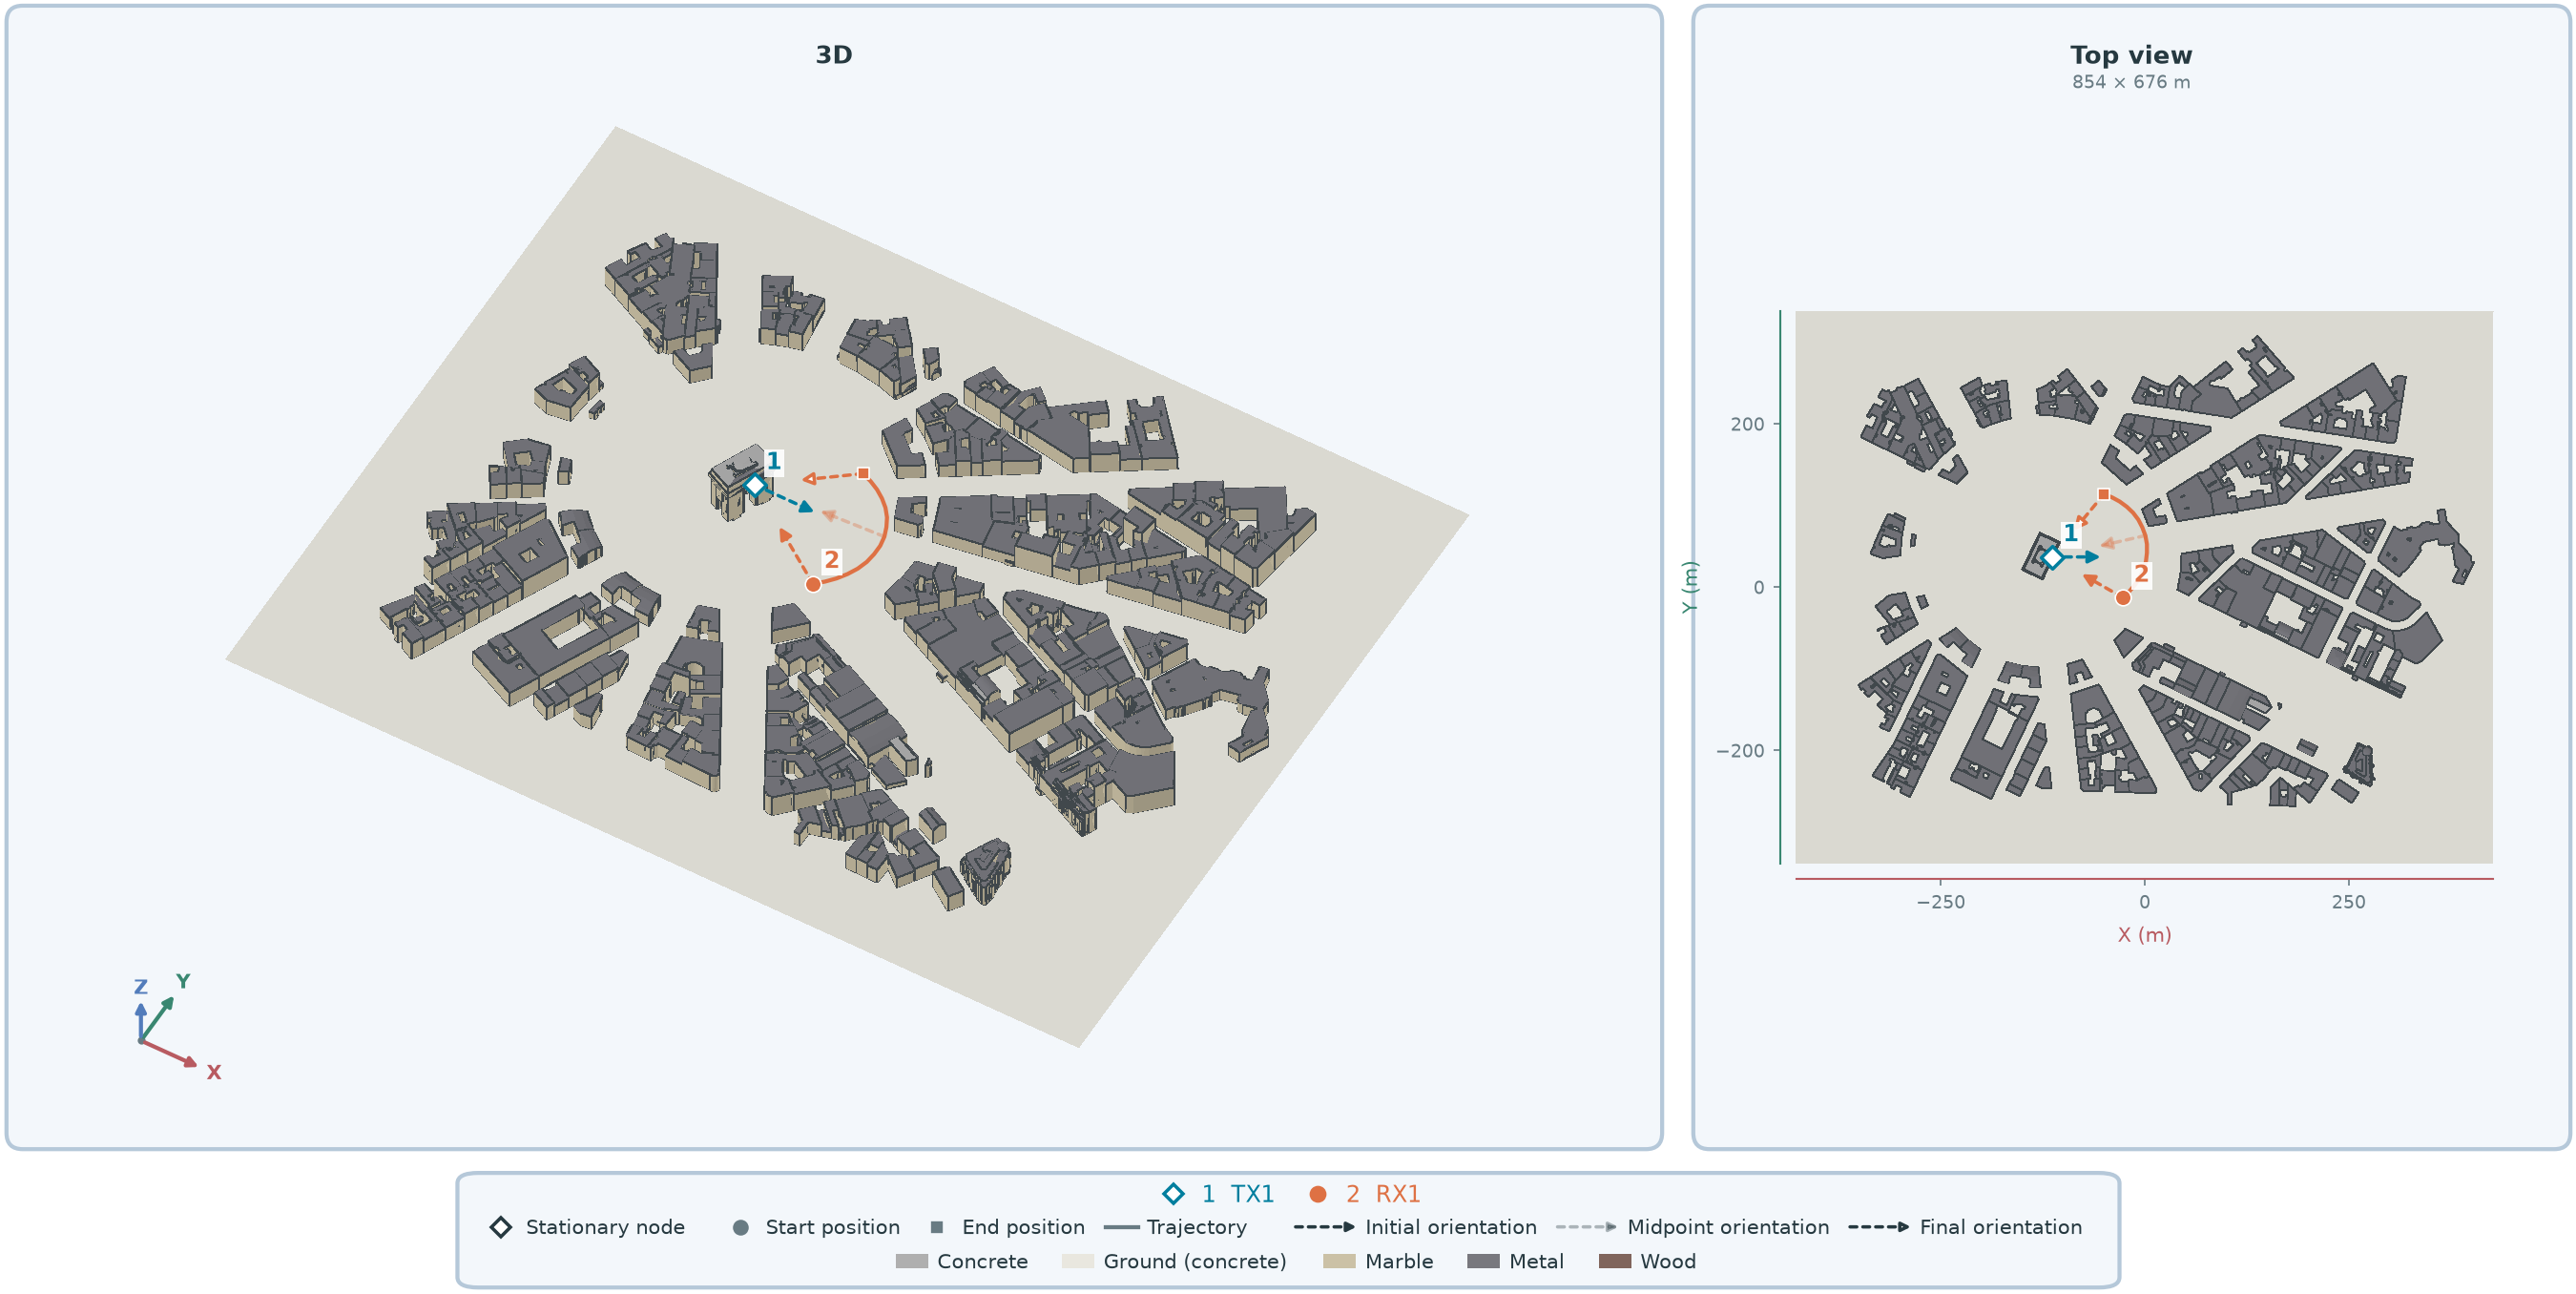 3D
1
2
Z
Y
X
Top view
854 × 676 m
1
2
200
0
−200
Y (m)
−250
0
250
X (m)
1 TX1
2 RX1
Stationary node
Start position
End position
Trajectory
Initial orientation
Midpoint orientation
Final orientation
Concrete
Ground (concrete)
Marble
Metal
Wood